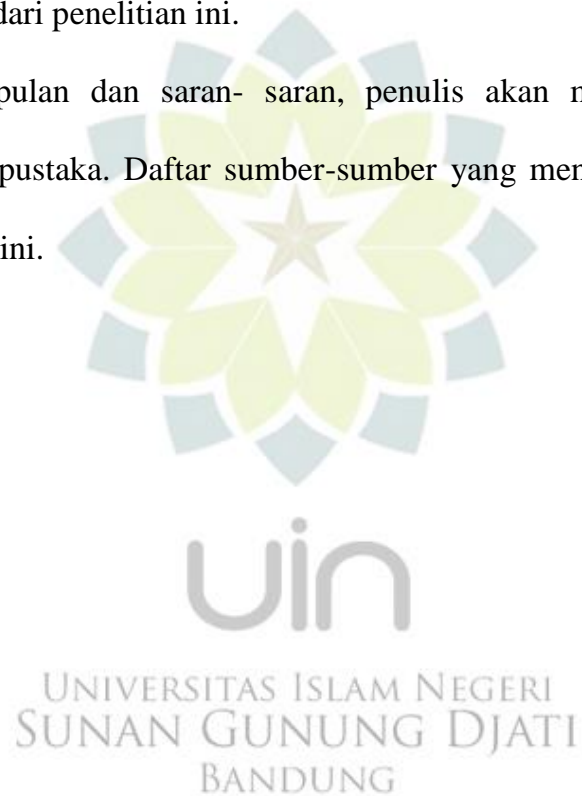 dari penelitian ini.
pulan dan saran- saran, penulis akan m
pustaka. Daftar sumber-sumber yang men
ini.
uin
UNIVERSITAS ISLAM NEGERI
SUNAN GUNUNG DJATI
BANDUNG